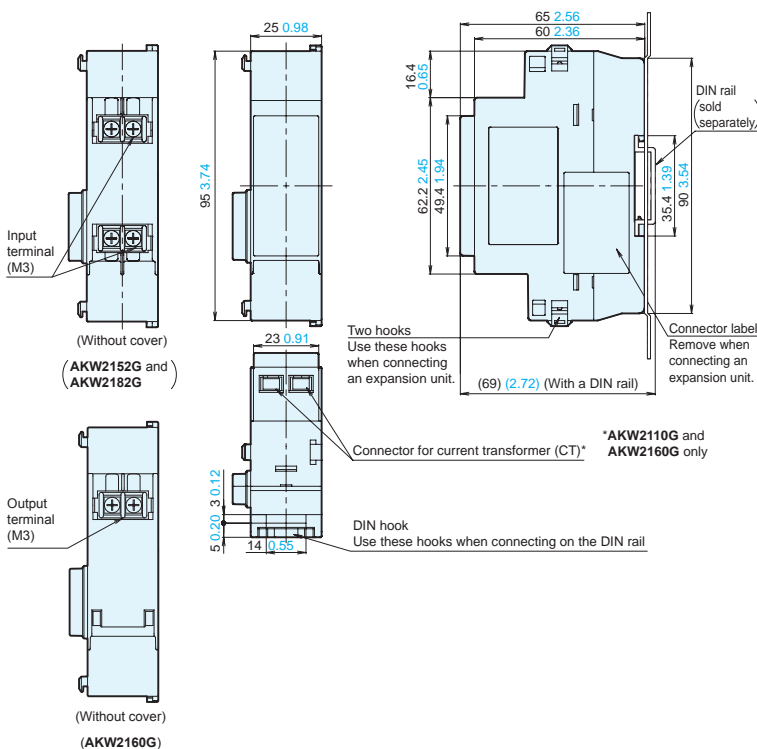 25 0.98
65 2.56
60 2.36
16.4 0.65
DIN rail
(sold
separately)
95 3.74
62.2 2.45
49.4 1.94
35.4 1.39
90 3.54
Input
terminal
(M3)
(Without cover)
(AKW2152G and
AKW2182G)
23 0.91
Two hooks
Use these hooks
when connecting
an expansion unit.
Connector label
Remove when
connecting an
expansion unit.
(69) (2.72) (With a DIN rail)
Connector for current transformer (CT)*
*AKW2110G and
AKW2160G only
Output
terminal
(M3)
3 0.12
5 0.20
14 0.55
DIN hook
Use these hooks when connecting on the DIN rail
(Without cover)
(AKW2160G)